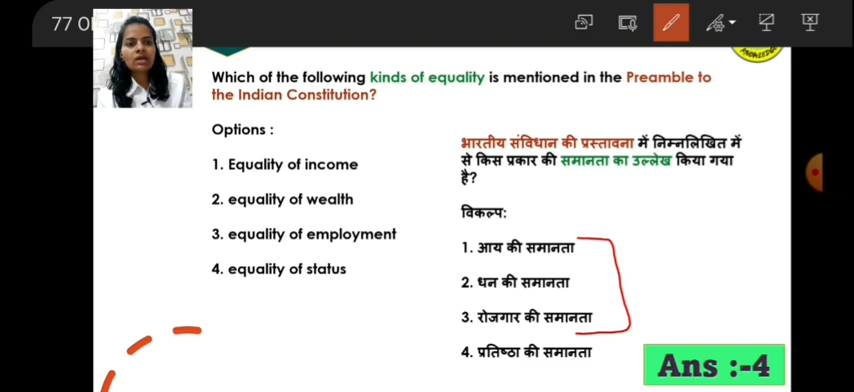 77
Which of the following kinds of equality is mentioned in the Preamble to
the Indian Constitution?
Options :
1. Equality of income
2. equality of wealth
3. equality of employment
4. equality of status
भारतीय संविधान की प्रस्तावना में निम्नलिखित में
से किस प्रकार की समानता का उल्लेख किया गया
है?
विकल्प:
1. आय की समानता
2. धन की समानता
3. रोजगार की समानता
4. प्रतिष्ठा की समानता
Ans :-4